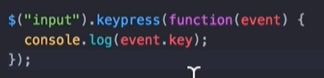 $("input").keypress(function(event) {
  console.log(event.key);
});